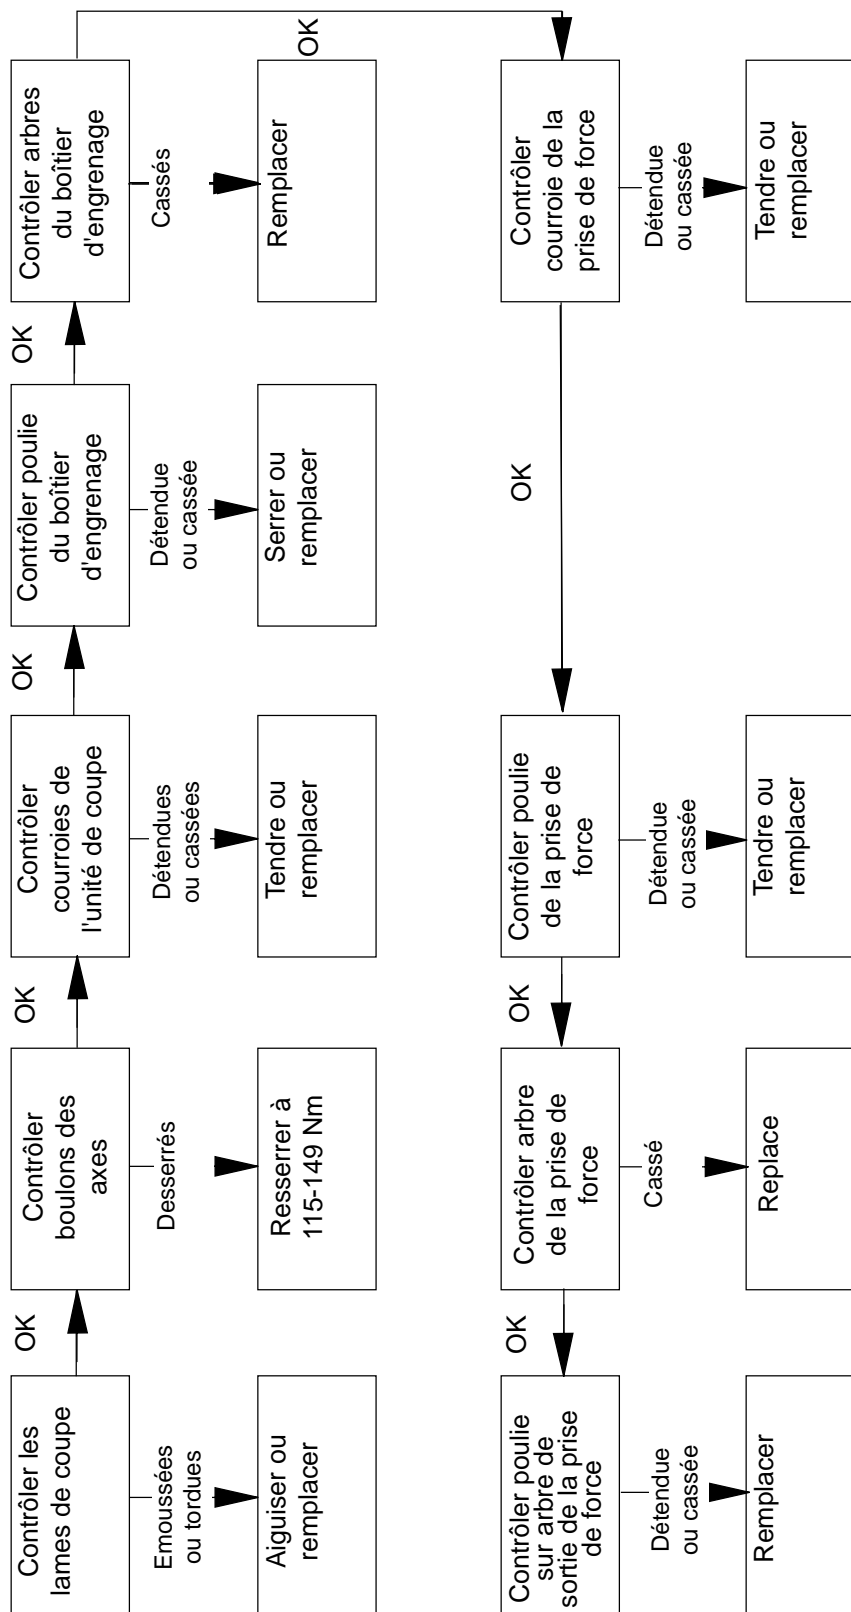 Contrôler les
lames de coupe
OK
Contrôler
boulons des
axes
OK
Contrôler
courroies de
l'unité de coupe
OK
Contrôler poulie
du boîtier
d'engrenage
OK
Contrôler arbres
du boîtier
d'engrenage
OK
Emoussées
ou tordues
Desserrés
Détendues
ou cassées
Détendue
ou cassée
Cassés
Aiguiser ou
remplacer
Resserrer à
115-149 Nm
Tendre ou
remplacer
Serrer ou
remplacer
Remplacer
Contrôler poulie
sur arbre de
sortie de la prise
de force
OK
Contrôler arbre
de la prise de
force
OK
Contrôler poulie
de la prise de
force
OK
Contrôler
courroie de la
prise de force
Détendue
ou cassée
Cassé
Détendue
ou cassée
Détendue
ou cassée
Remplacer
Replace
Tendre ou
remplacer
Tendre ou
remplacer